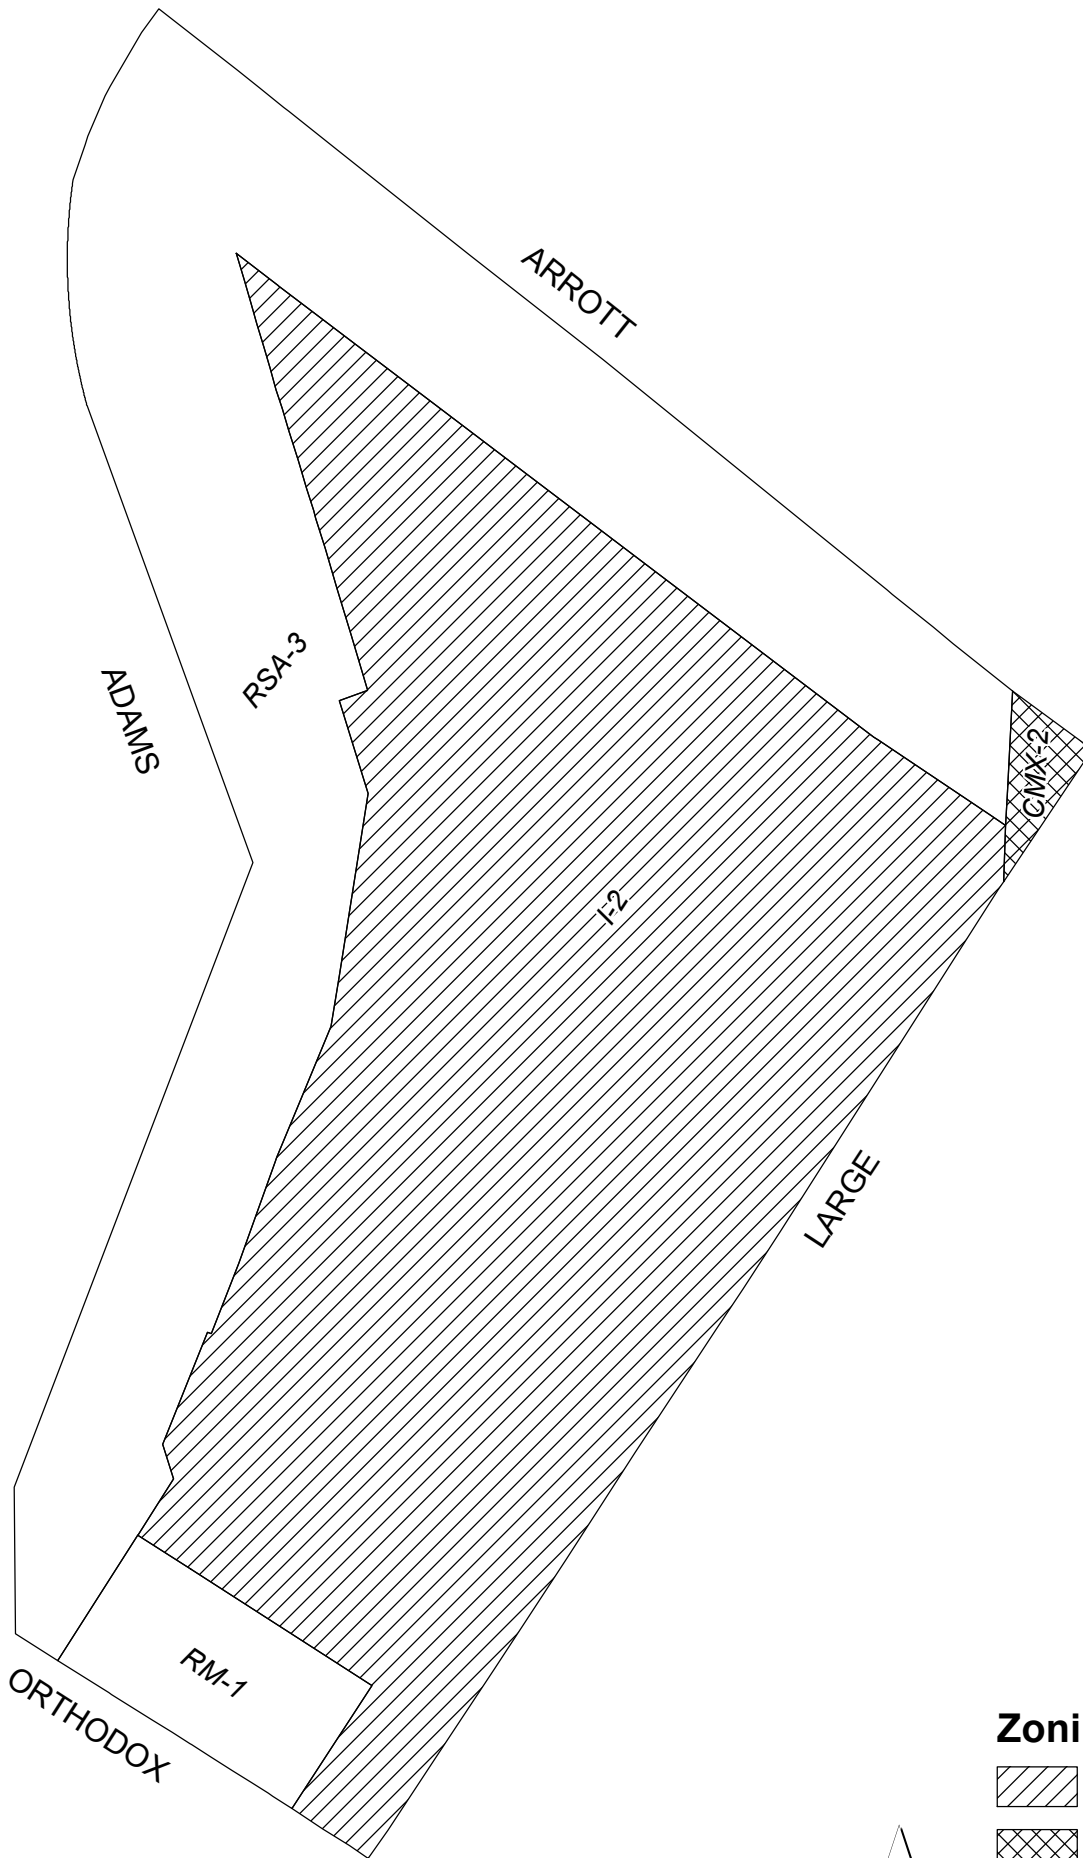 ARROTT
RSA-3
ADAMS
CMX-2
I-2
LARGE
RM-1
ORTHODOX
Zoni